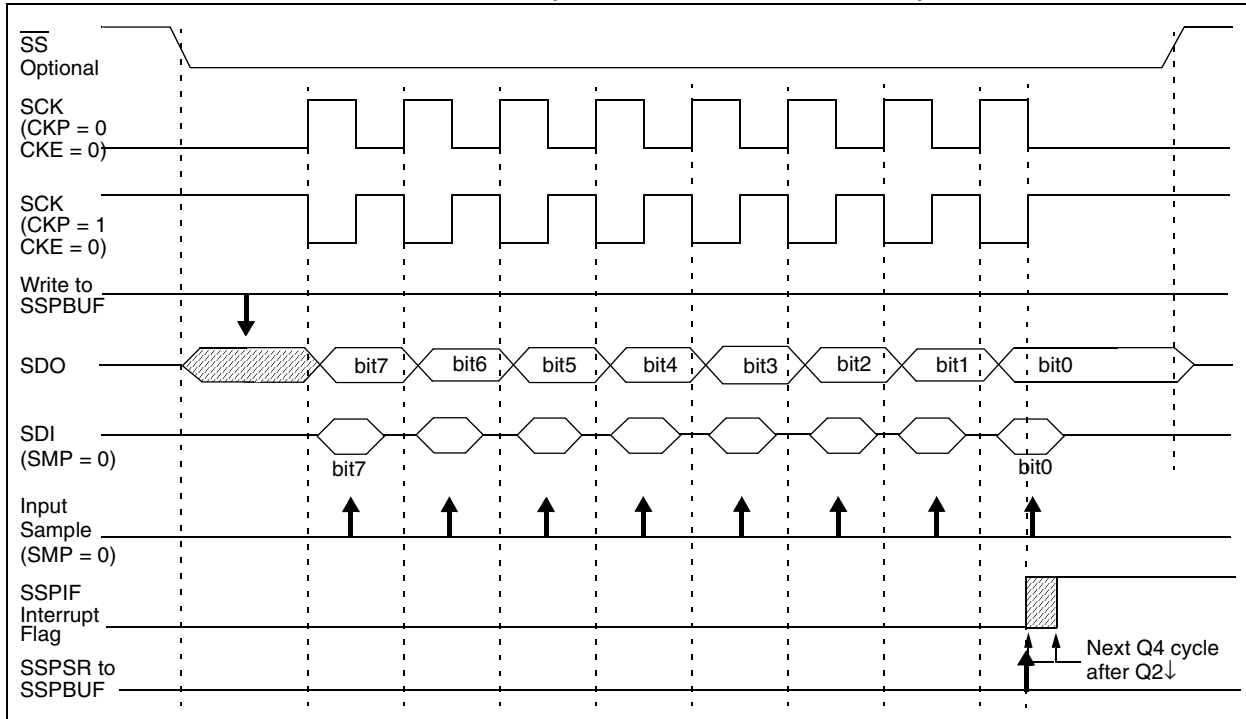 SS
Optional
SCK
(CKP = 0
CKE = 0)
SCK
(CKP = 1
CKE = 0)
Write to
SSPBUF
SDO bit7 bit6 bit5 bit4 bit3 bit2 bit1 bit0
SDI
(SMP = 0)
bit7 bit0
Input
Sample
(SMP = 0)
SSPIF
Interrupt
Flag
Next Q4 cycle
after Q2↓
SSPSR to
SSPBUF